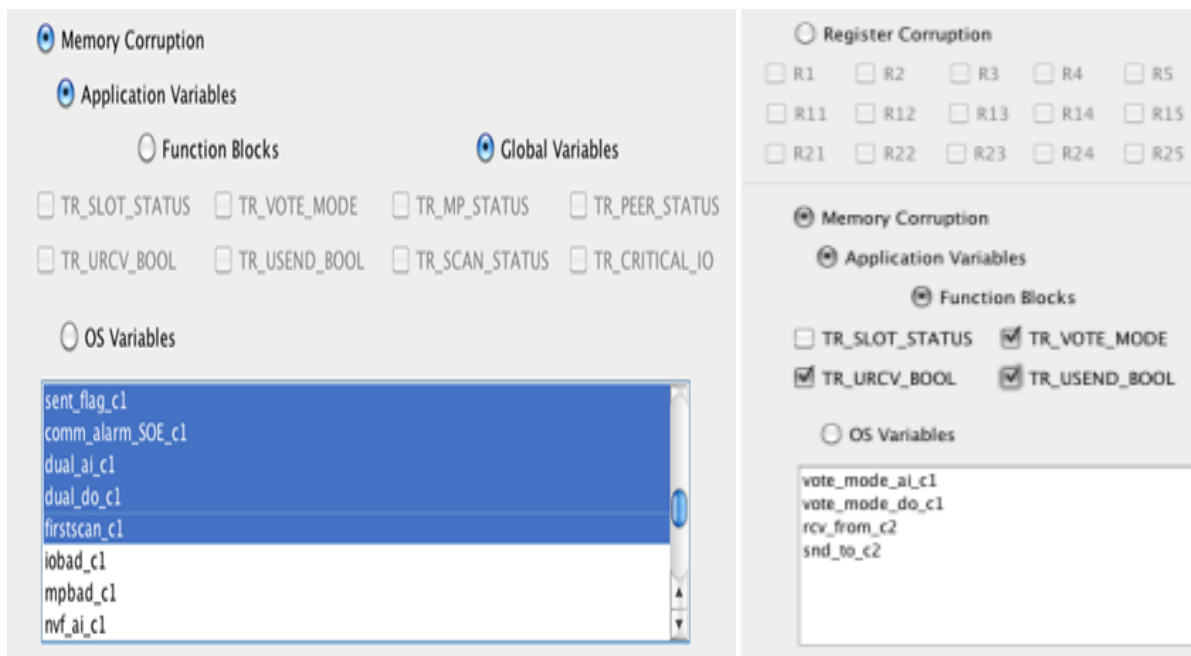 Memory Corruption
Application Variables
Function Blocks Global Variables
TR_SLOT_STATUS TR_VOTE_MODE TR_MP_STATUS TR_PEER_STATUS
TR_URCV_BOOL TR_USEND_BOOL TR_SCAN_STATUS TR_CRITICAL_IO
OS Variables
sent_flag_c1
comm_alarm_SOE_c1
dual_ai_c1
dual_do_c1
firstscan_c1
iobad_c1
mpbad_c1
nvf_ai_c1
Register Corruption
R1 R2 R3 R4 R5
R11 R12 R13 R14 R15
R21 R22 R23 R24 R25
Memory Corruption
Application Variables
Function Blocks
TR_SLOT_STATUS TR_VOTE_MODE
TR_URCV_BOOL TR_USEND_BOOL
OS Variables
vote_mode_ai_c1
vote_mode_do_c1
rcv_from_c2
snd_to_c2